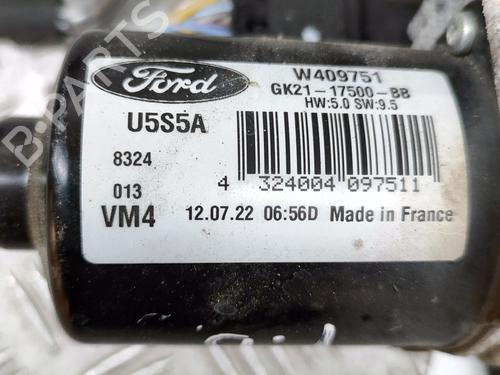 Ford
W409751
GK21-17500-BB
HW:5.0 SW:9.5
U5S5A
8324
013
4 324004 097511
VM4 12.07.22 06:56D Made in France